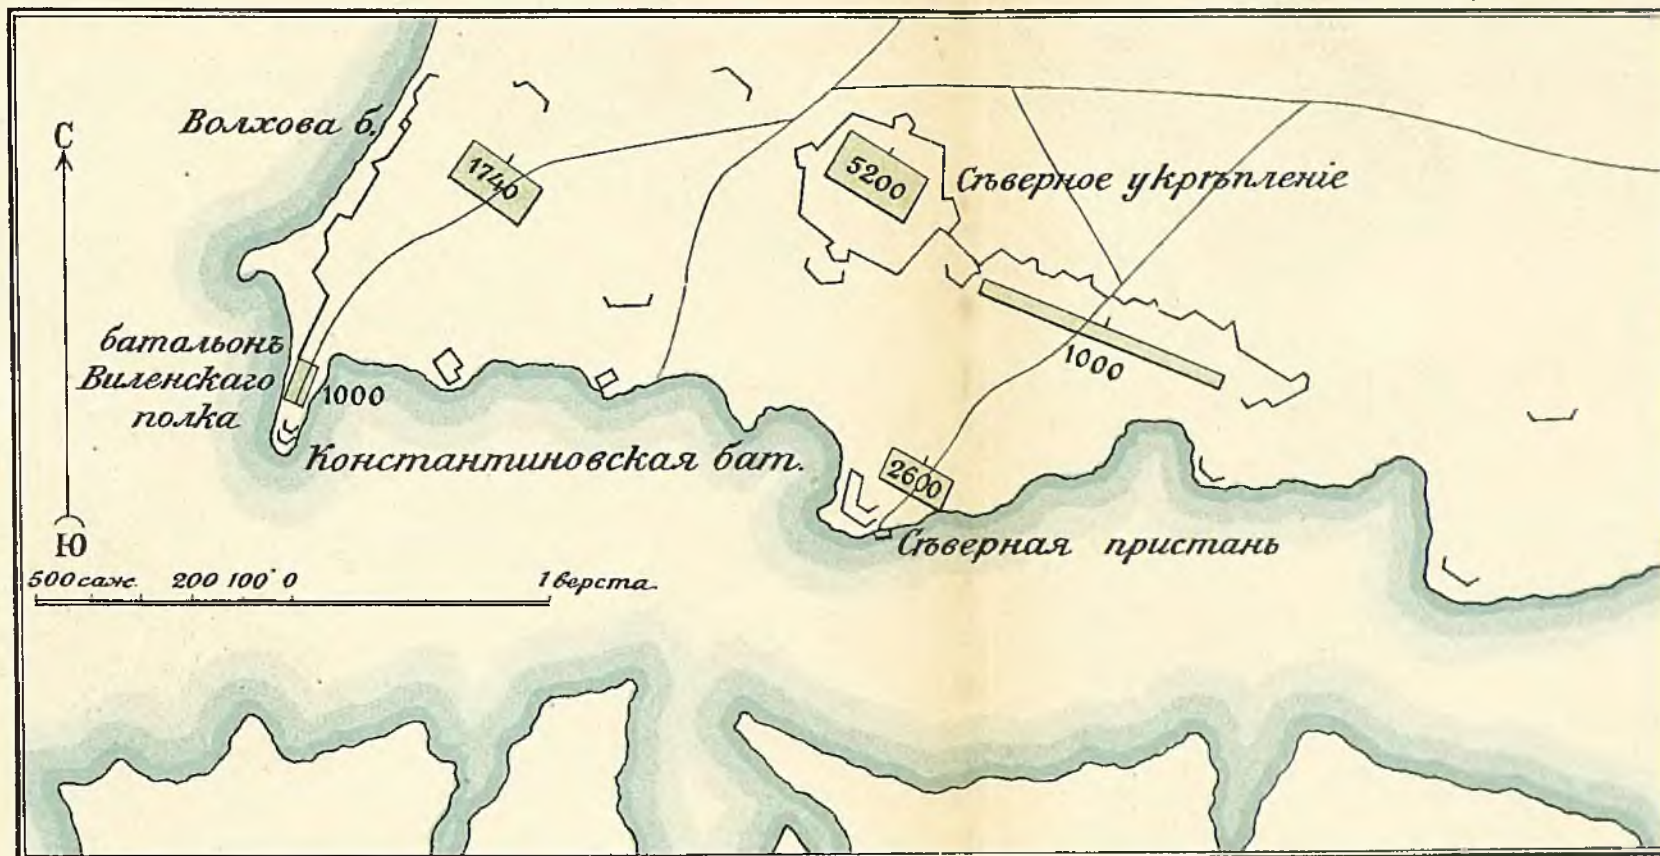 С
Волхова б.
1740
5200
Сѣверное укрѣпленіе
батальонъ
Виленскаго
полка
1000
1000
Константиновская бат.
2600
Сѣверная пристань
Ю
500 саж. 200 100 0 1 верста.